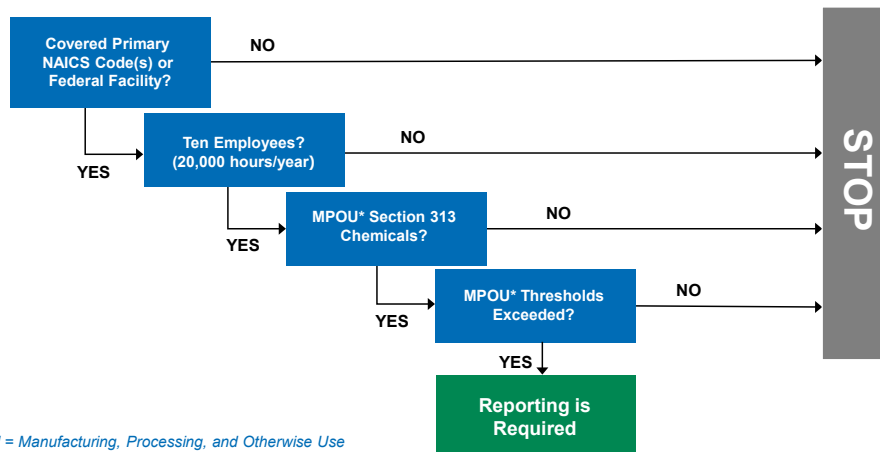 Covered Primary
NAICS Code(s) or
Federal Facility?
NO
YES
Ten Employees?
(20,000 hours/year)
NO
YES
MPOU* Section 313
Chemicals?
NO
YES
MPOU* Thresholds
Exceeded?
NO
YES
Reporting is
Required
STOP
= Manufacturing, Processing, and Otherwise Use